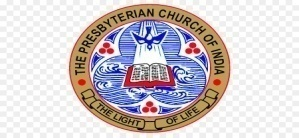 THE PRESBYTERIAN CHURCH OF INDIA
THE LIGHT OF LIFE